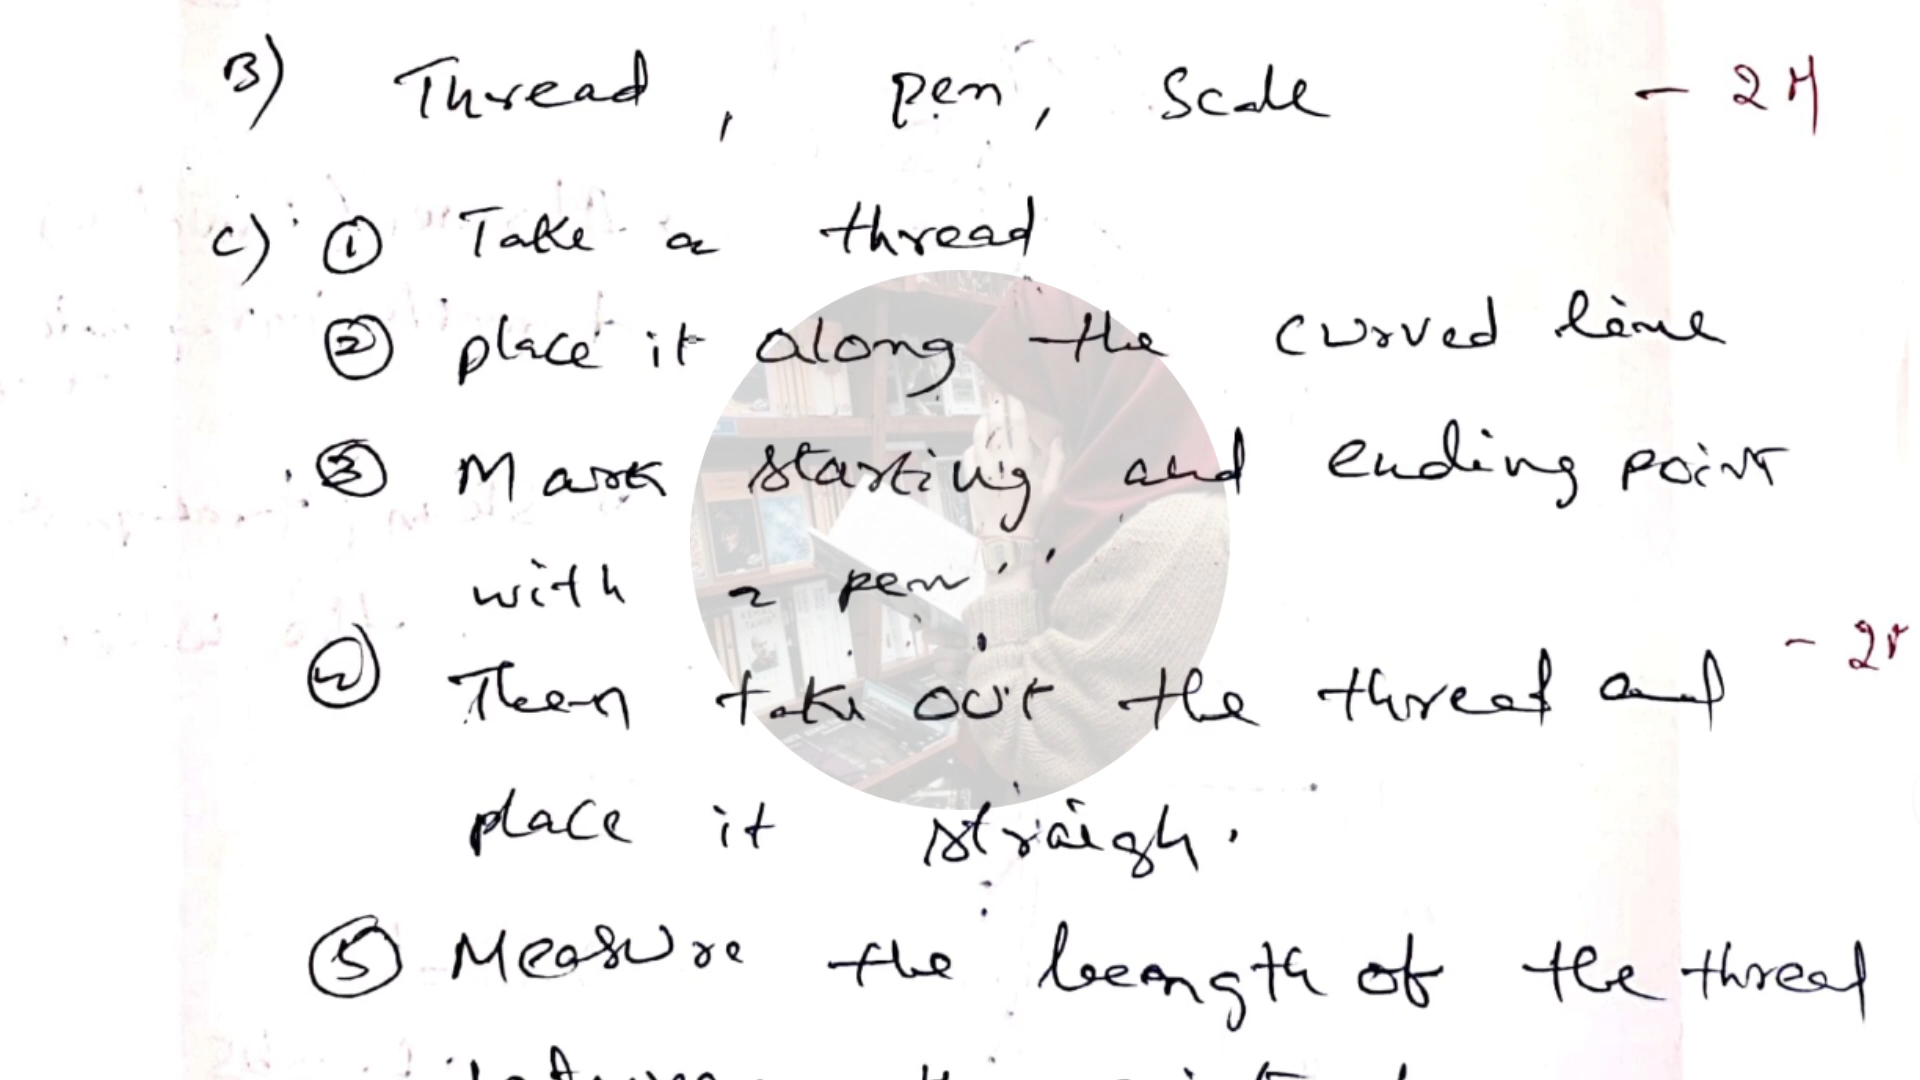 B) Thread, pen, Scale - 2M
C) ① Take a thread
② place it along the curved line
③ Mark starting and ending point
with a pen
④ Then take out the thread and - 2
place it straigh.
⑤ Measure the leangth of the thread